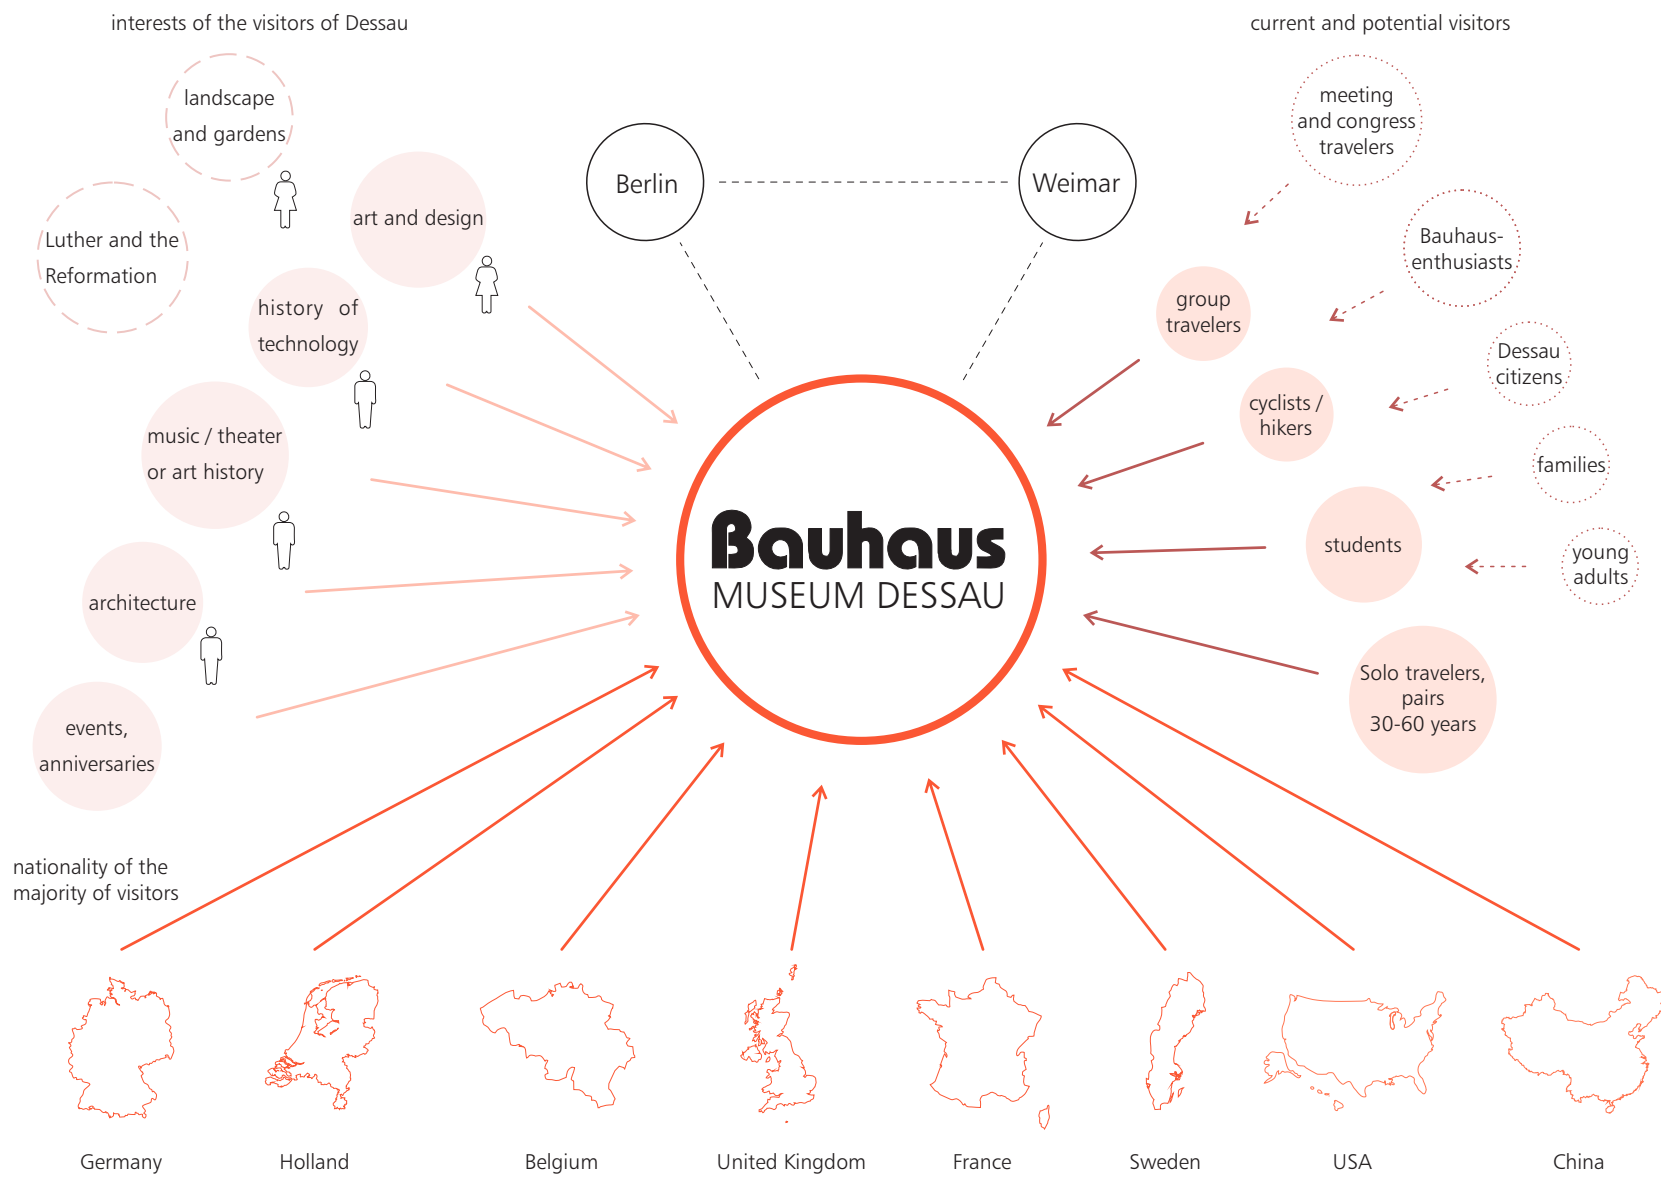 interests of the visitors of Dessau
landscape
and gardens
Luther and the
Reformation
art and design
history of
technology
music / theater
or art history
architecture
events,
anniversaries
Berlin
Weimar
Bauhaus
MUSEUM DESSAU
current and potential visitors
meeting
and congress
travelers
Bauhaus-
enthusiasts
Dessau
citizens
families
young
adults
group
travelers
cyclists /
hikers
students
Solo travelers,
pairs
30-60 years
nationality of the
majority of visitors
Germany
Holland
Belgium
United Kingdom
France
Sweden
USA
China